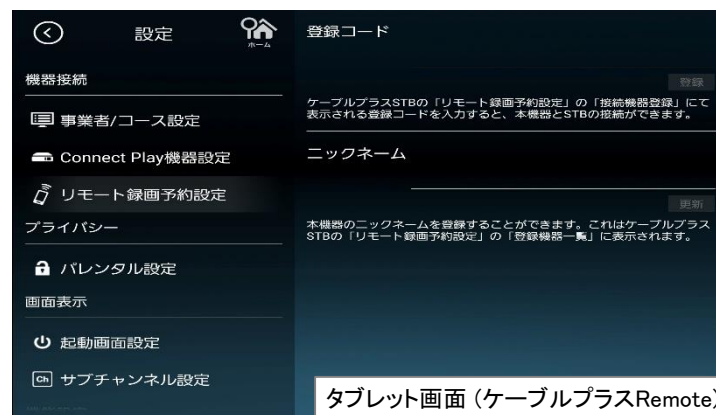 設定
ホーム
機器接続
事業者/コース設定
Connect Play機器設定
リモート録画予約設定
プライバシー
パレンタル設定
画面表示
起動画面設定
Ch サブチャンネル設定
登録コード
登録
ケーブルプラスSTBの「リモート録画予約設定」の「接続機器登録」にて
表示される登録コードを入力すると、本機器とSTBの接続ができます。
ニックネーム
更新
本機器のニックネームを登録することができます。これはケーブルプラス
STBの「リモート録画予約設定」の「登録機器一覧」に表示されます。
タブレット画面 (ケーブルプラスRemote)